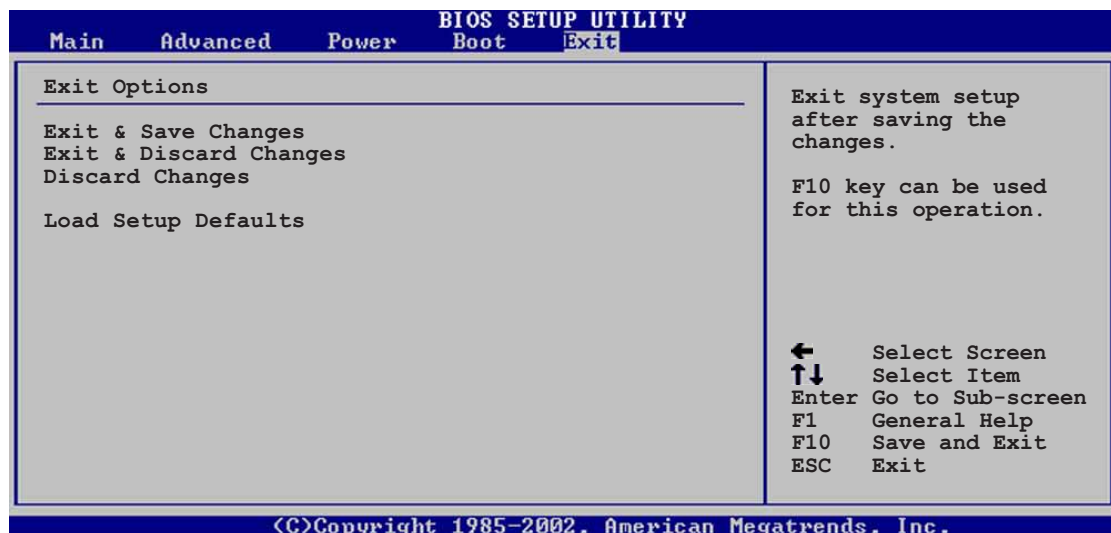 BIOS SETUP UTILITY
Main Advanced Power Boot Exit
Exit Options
Exit & Save Changes
Exit & Discard Changes
Discard Changes
Load Setup Defaults
Exit system setup
after saving the
changes.
F10 key can be used
for this operation.
← Select Screen
↑↓ Select Item
Enter Go to Sub-screen
F1 General Help
F10 Save and Exit
ESC Exit
(C)Copyright 1985-2002, American Megatrends, Inc.